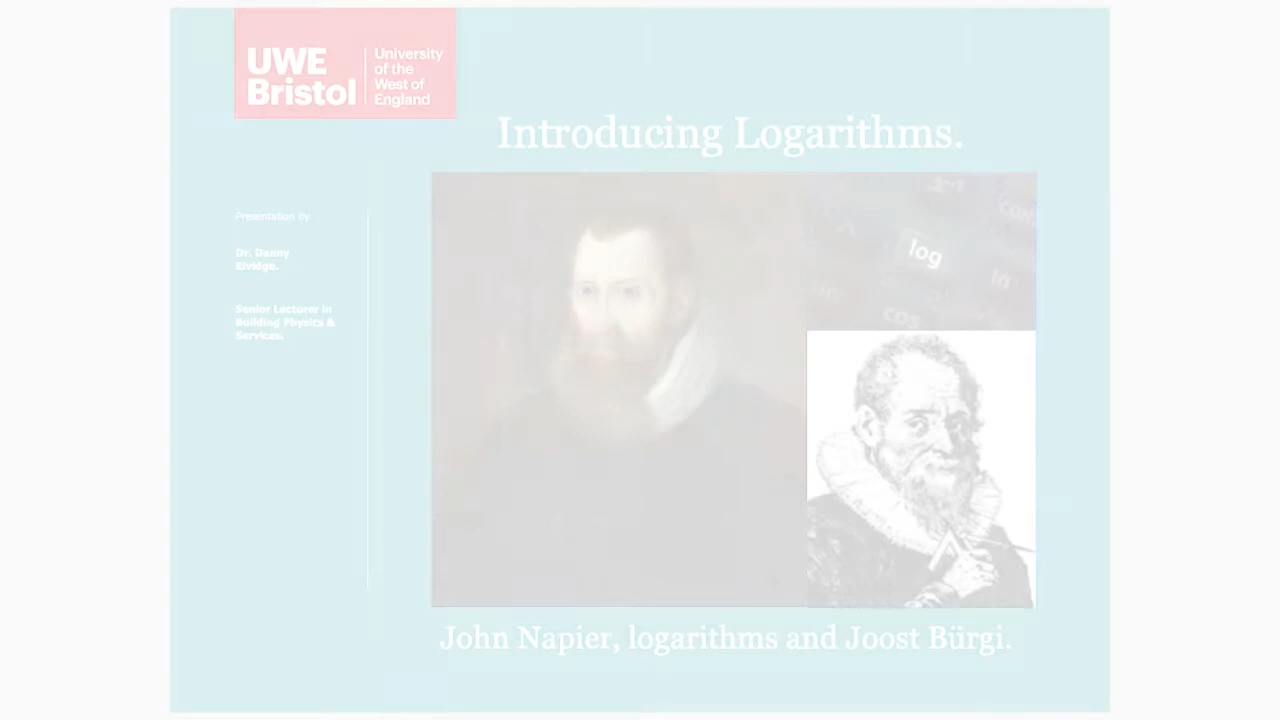 UWE
Bristol
University
of the
West of
England
Introducing Logarithms.
Presentation by
Dr. Danny
Elvidge.
Senior Lecturer in
Building Physics &
Services.
log
ln
cos
John Napier, logarithms and Joost Bürgi.